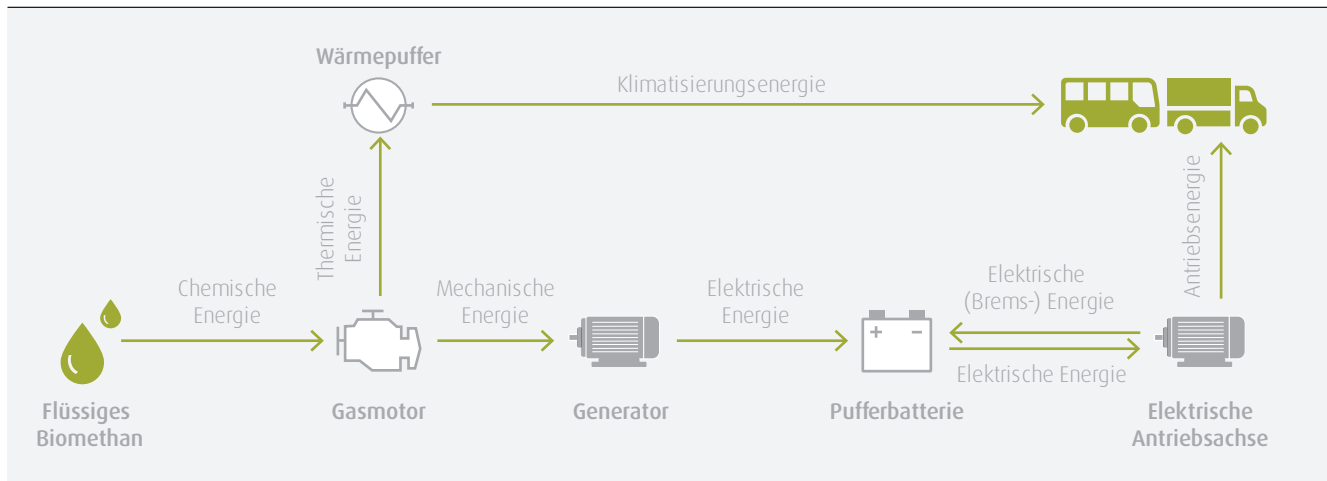 Wärmepuffer
Klimatisierungsenergie
Thermische
Energie
Antriebsenergie
Chemische
Energie
Mechanische
Energie
Elektrische
Energie
Elektrische
(Brems-) Energie
+ −
Elektrische Energie
Flüssiges
Biomethan
Gasmotor
Generator
Pufferbatterie
Elektrische
Antriebsachse